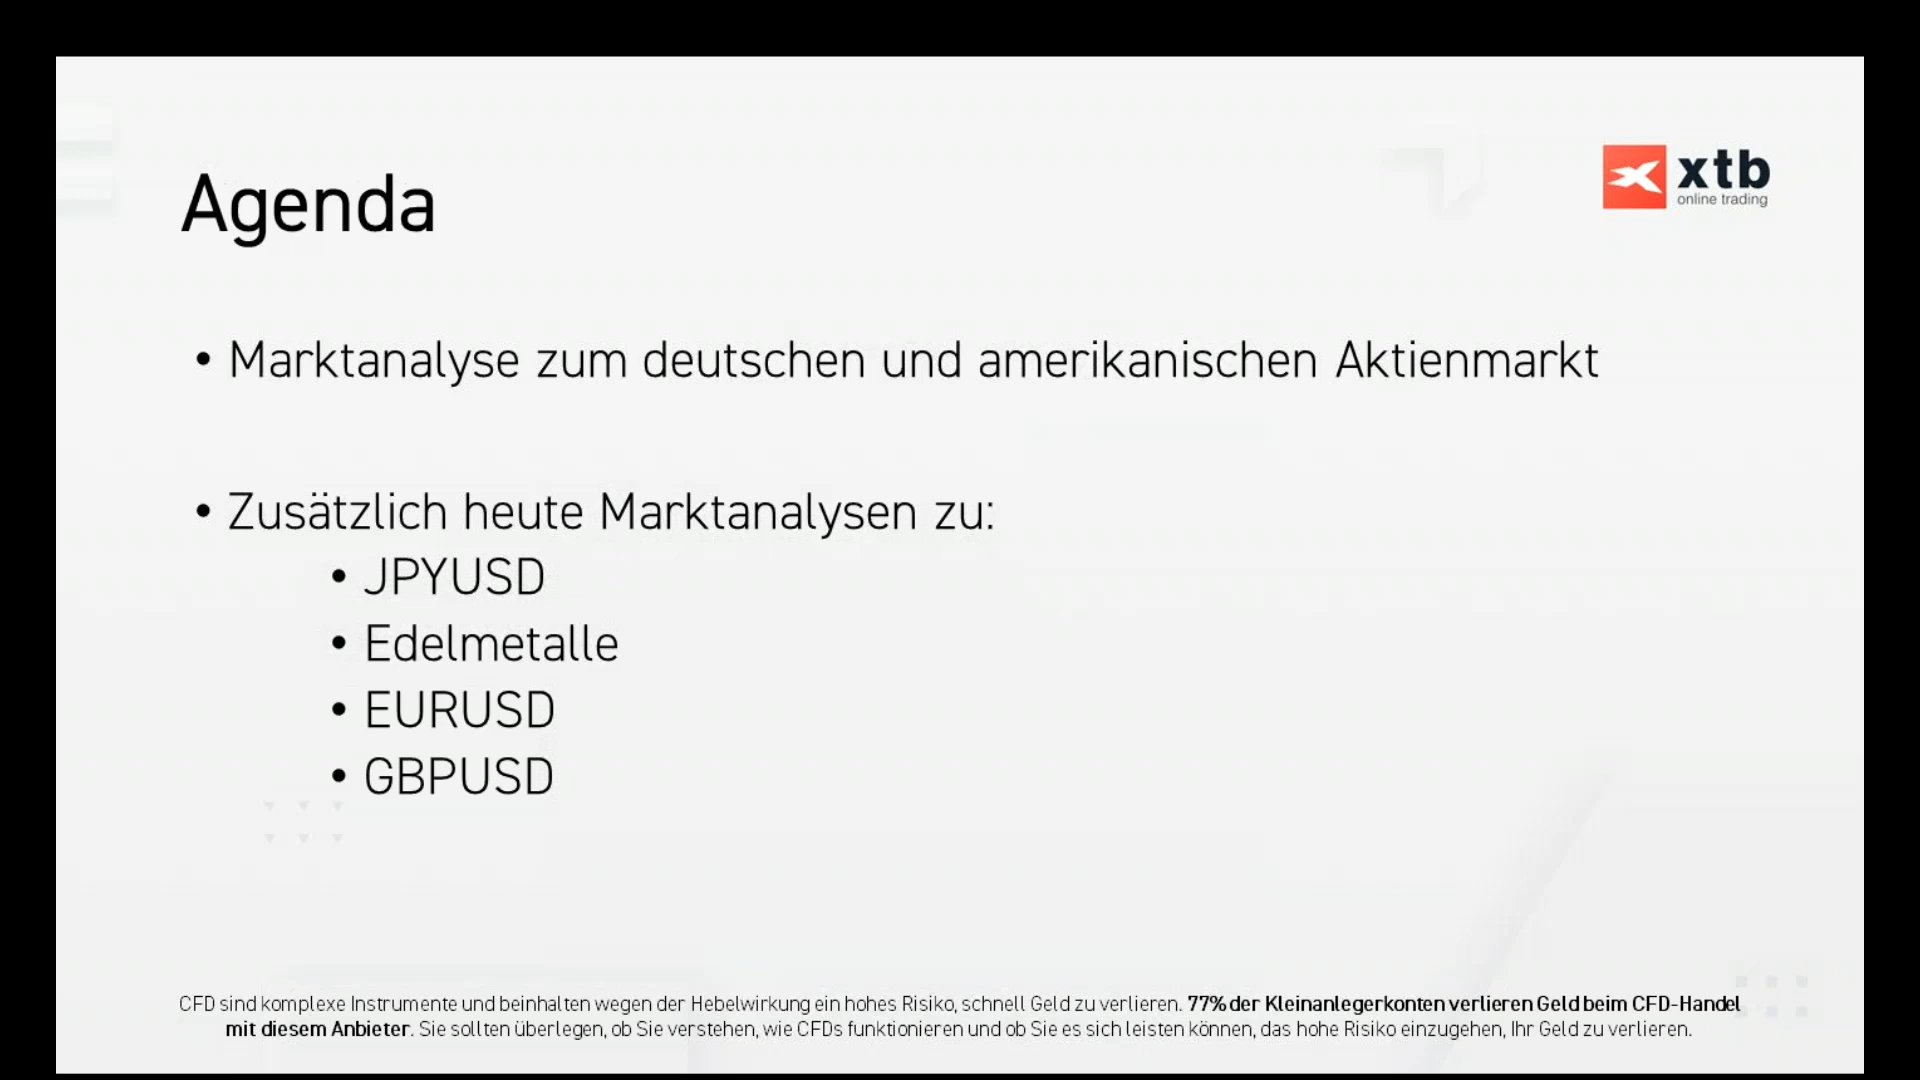 Agenda
xtb
online trading
• Marktanalyse zum deutschen und amerikanischen Aktienmarkt
• Zusätzlich heute Marktanalysen zu:
• JPYUSD
• Edelmetalle
• EURUSD
• GBPUSD
CFD sind komplexe Instrumente und beinhalten wegen der Hebelwirkung ein hohes Risiko, schnell Geld zu verlieren. 77% der Kleinanlegerkonten verlieren Geld beim CFD-Handel
mit diesem Anbieter. Sie sollten überlegen, ob Sie verstehen, wie CFDs funktionieren und ob Sie es sich leisten können, das hohe Risiko einzugehen, Ihr Geld zu verlieren.